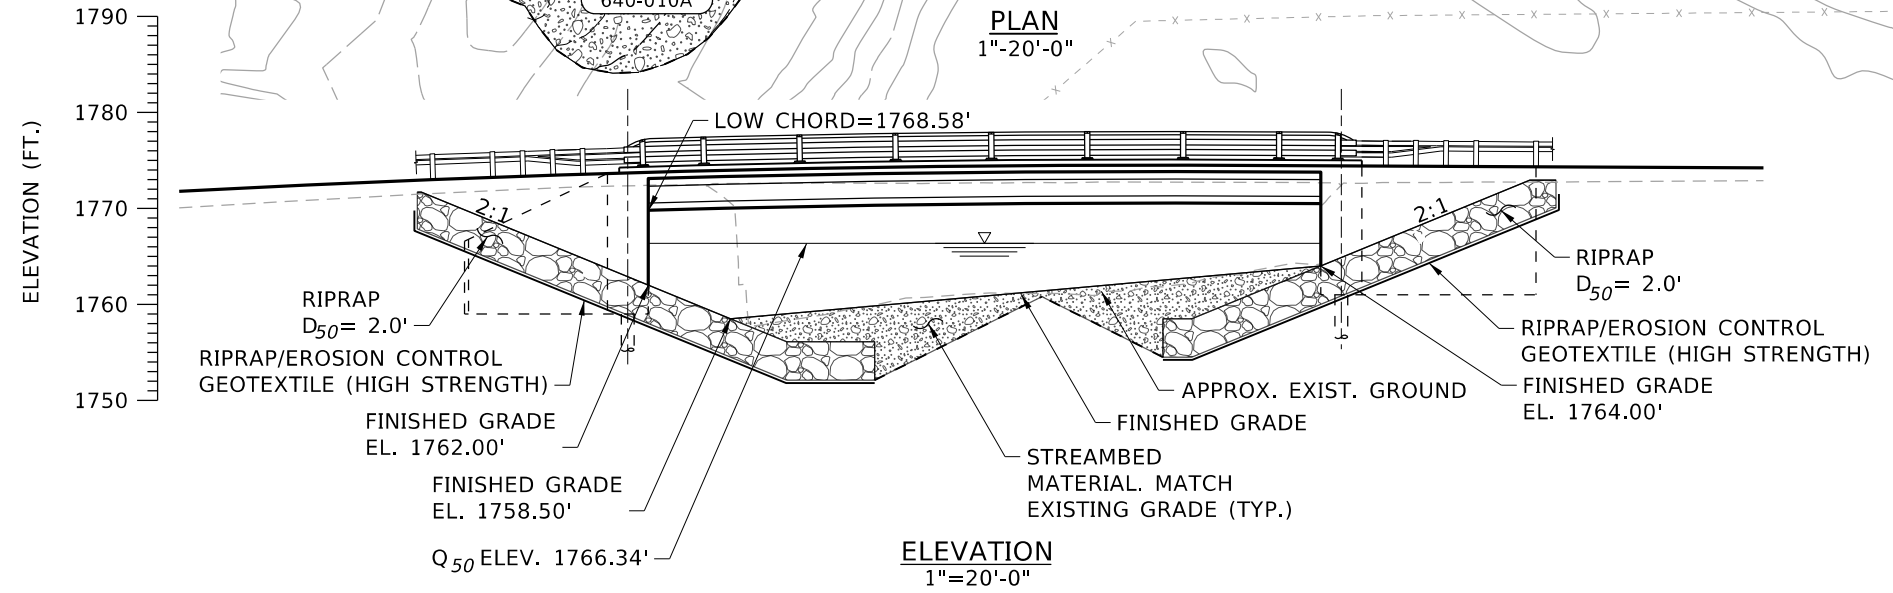 640-010A
PLAN
1"-20'-0"
1790
1780
1770
1760
1750
ELEVATION (FT.)
LOW CHORD=1768.58'
2:1
2:1
RIPRAP
D50= 2.0'
RIPRAP/EROSION CONTROL
GEOTEXTILE (HIGH STRENGTH)
FINISHED GRADE
EL. 1762.00'
FINISHED GRADE
EL. 1758.50'
Q50 ELEV. 1766.34'
RIPRAP
D50= 2.0'
RIPRAP/EROSION CONTROL
GEOTEXTILE (HIGH STRENGTH)
FINISHED GRADE
EL. 1764.00'
APPROX. EXIST. GROUND
FINISHED GRADE
STREAMBED
MATERIAL. MATCH
EXISTING GRADE (TYP.)
ELEVATION
1"=20'-0"